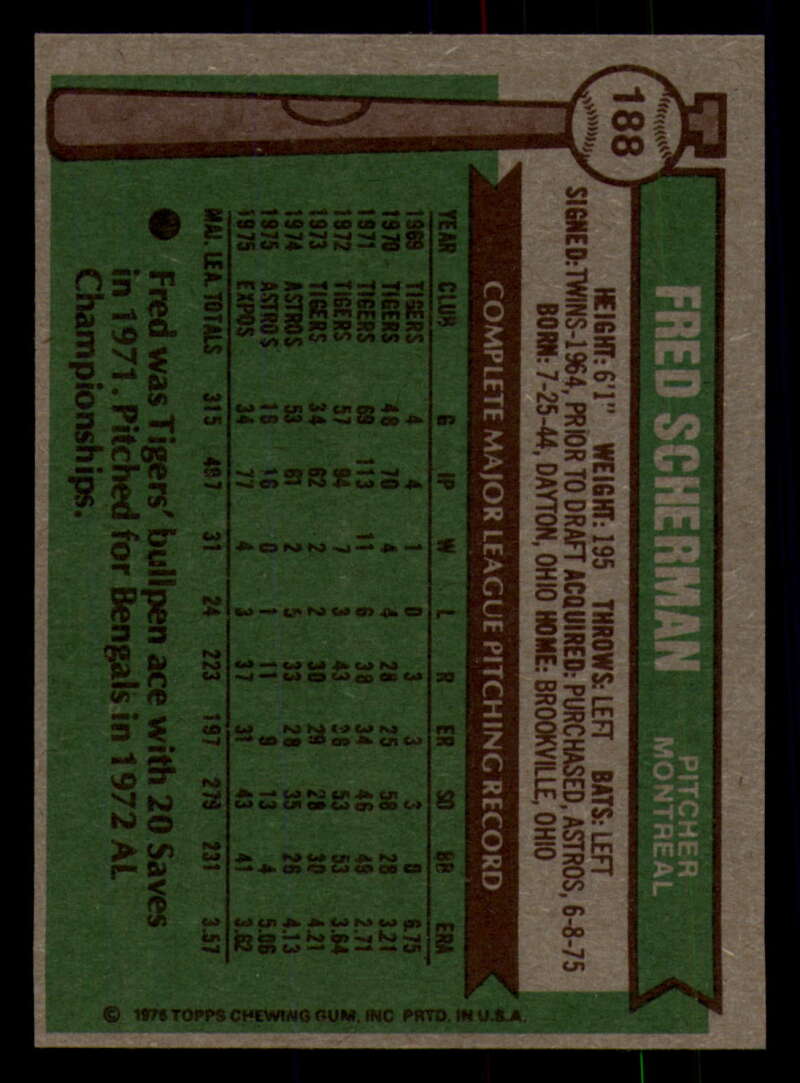 188
FRED SCHERMAN
PITCHER
MONTREAL
HEIGHT: 6'1" WEIGHT: 195 THROWS: LEFT BATS: LEFT
SIGNED: TWINS-1964, PRIOR TO DRAFT ACQUIRED: PURCHASED, ASTROS, 6-8-75
BORN: 7-25-44, DAYTON, OHIO HOME: BROOKVILLE, OHIO
COMPLETE MAJOR LEAGUE PITCHING RECORD
YEAR CLUB G IP W L R ER SO BB ERA
1969 TIGERS 4 4 1 0 3 3 3 6.75
1970 TIGERS 48 70 4 4 28 25 58 28 3.21
1971 TIGERS 69 113 11 6 38 34 46 49 2.71
1972 TIGERS 57 94 7 3 43 38 53 53 3.64
1973 TIGERS 34 62 2 2 30 29 28 30 4.21
1974 ASTROS 53 61 2 5 33 28 35 26 4.13
1975 ASTROS 16 16 0 1 11 9 13 4 5.06
1975 EXPOS 34 77 4 3 37 31 43 41 3.62
MAJ. LEA. TOTALS 315 497 31 24 223 197 279 231 3.57
Fred was Tigers' bullpen ace with 20 Saves
in 1971. Pitched for Bengals in 1972 AL
Championships.
© 1976 TOPPS CHEWING GUM, INC PRTD. IN U.S.A.